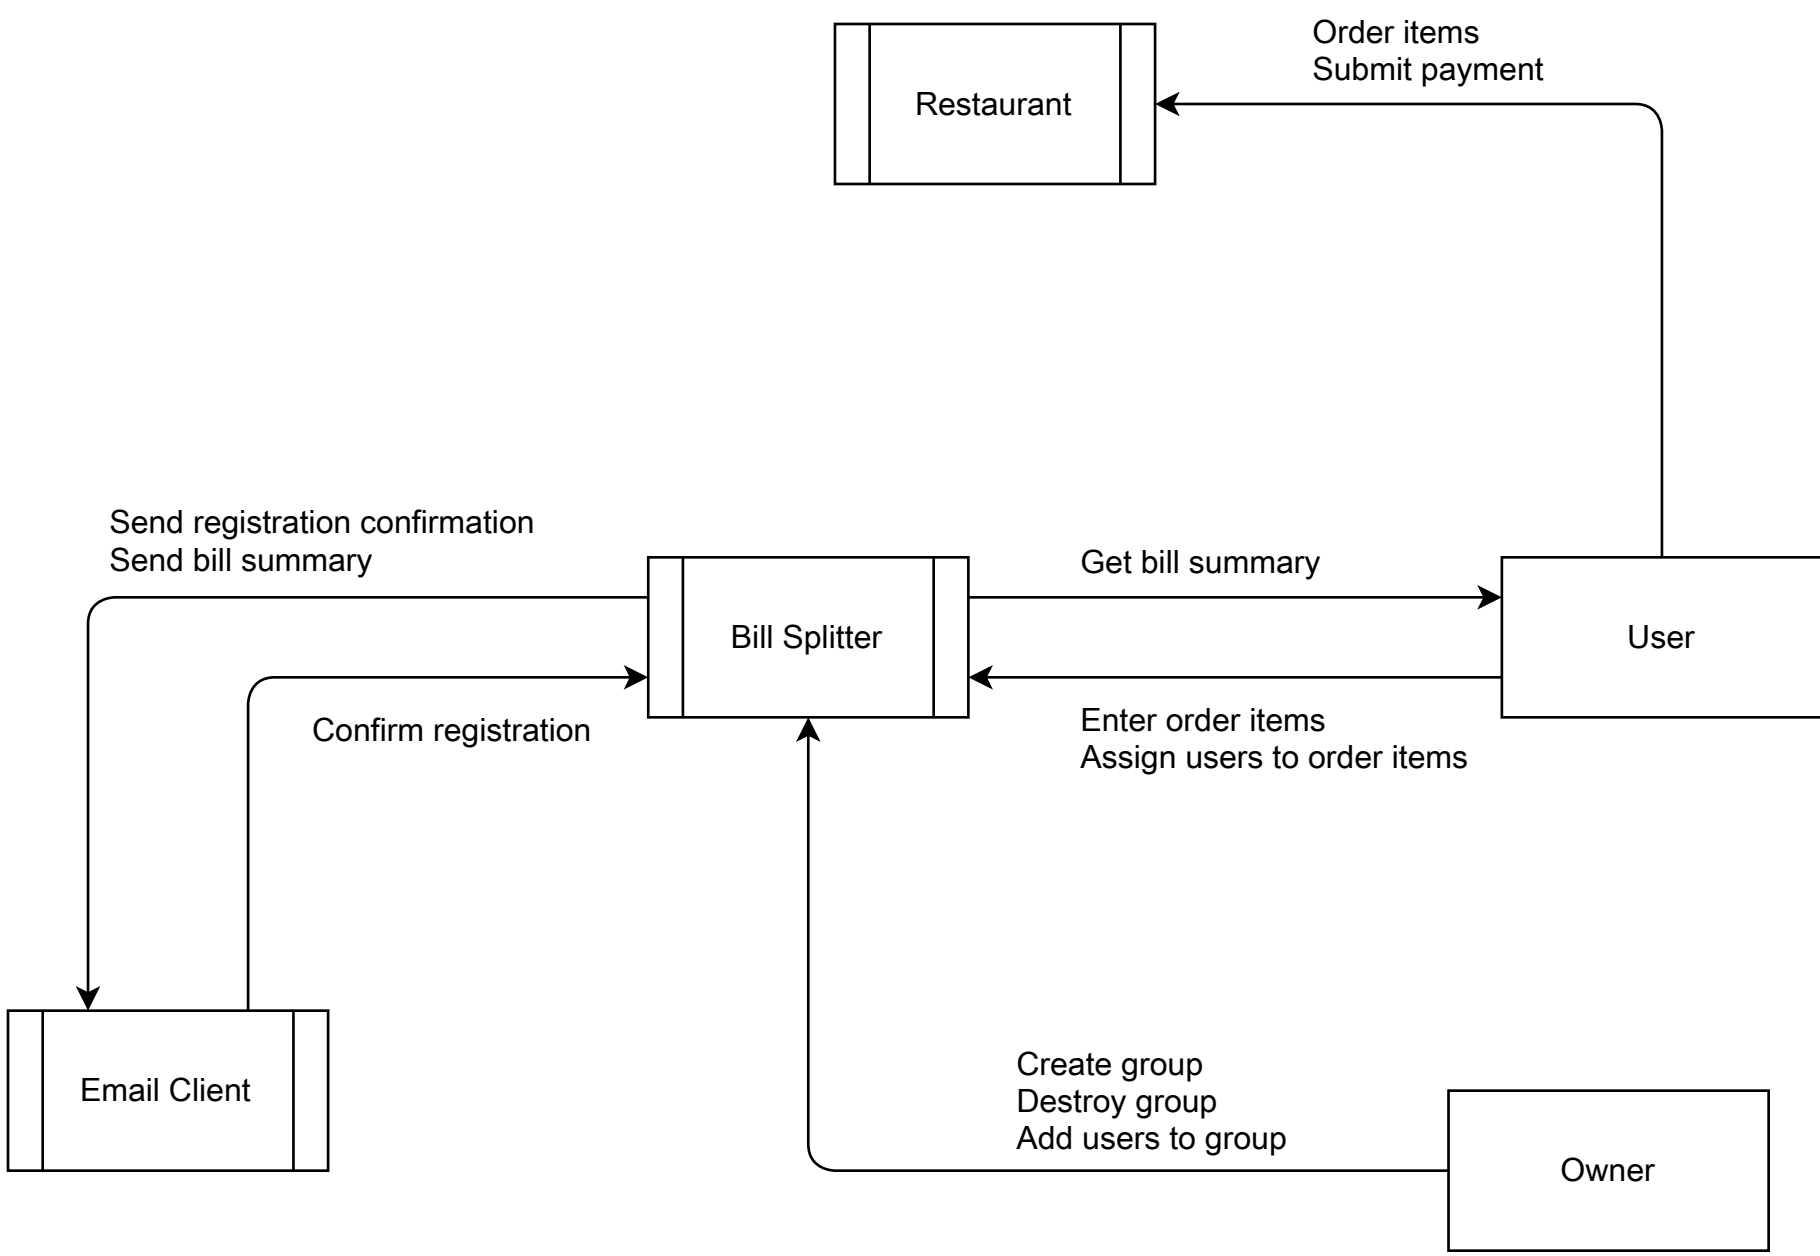 Order items
Submit payment
Restaurant
Send registration confirmation
Send bill summary
Get bill summary
Bill Splitter
User
Confirm registration
Enter order items
Assign users to order items
Create group
Destroy group
Add users to group
Email Client
Owner